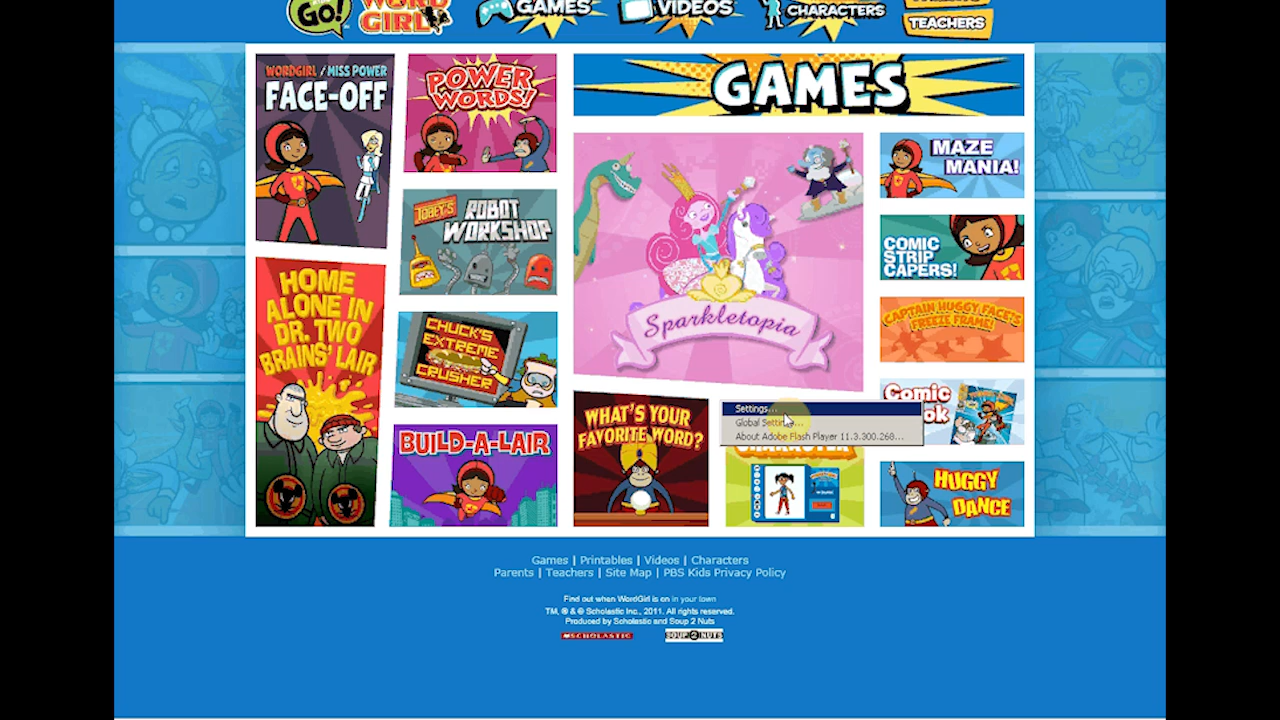 GO!
WORD
GIRL
GAMES
VIDEOS
CHARACTERS
TEACHERS
WORDGIRL / MISS POWER
FACE-OFF
POWER
WORDS!
GAMES
MAZE
MANIA!
TOBEY'S ROBOT
WORKSHOP
COMIC
STRIP
CAPERS!
HOME
ALONE IN
DR. TWO
BRAINS' LAIR
CHUCK'S
EXTREME
CRUSHER
Sparkletopia
CAPTAIN HUGGY FACE'S
FREEZE FRAME!
WHAT'S YOUR
FAVORITE WORD?
Settings...
Global Settings...
About Adobe Flash Player 11.3.300.268...
Comic
BUILD-A-LAIR
CHARACTER
HUGGY
DANCE
Games | Printables | Videos | Characters
Parents | Teachers | Site Map | PBS Kids Privacy Policy
Find out when WordGirl is on in your town
TM, ® & © Scholastic Inc., 2011. All rights reserved.
Produced by Scholastic and Soup 2 Nuts
SCHOLASTIC
SOUP2NUTS